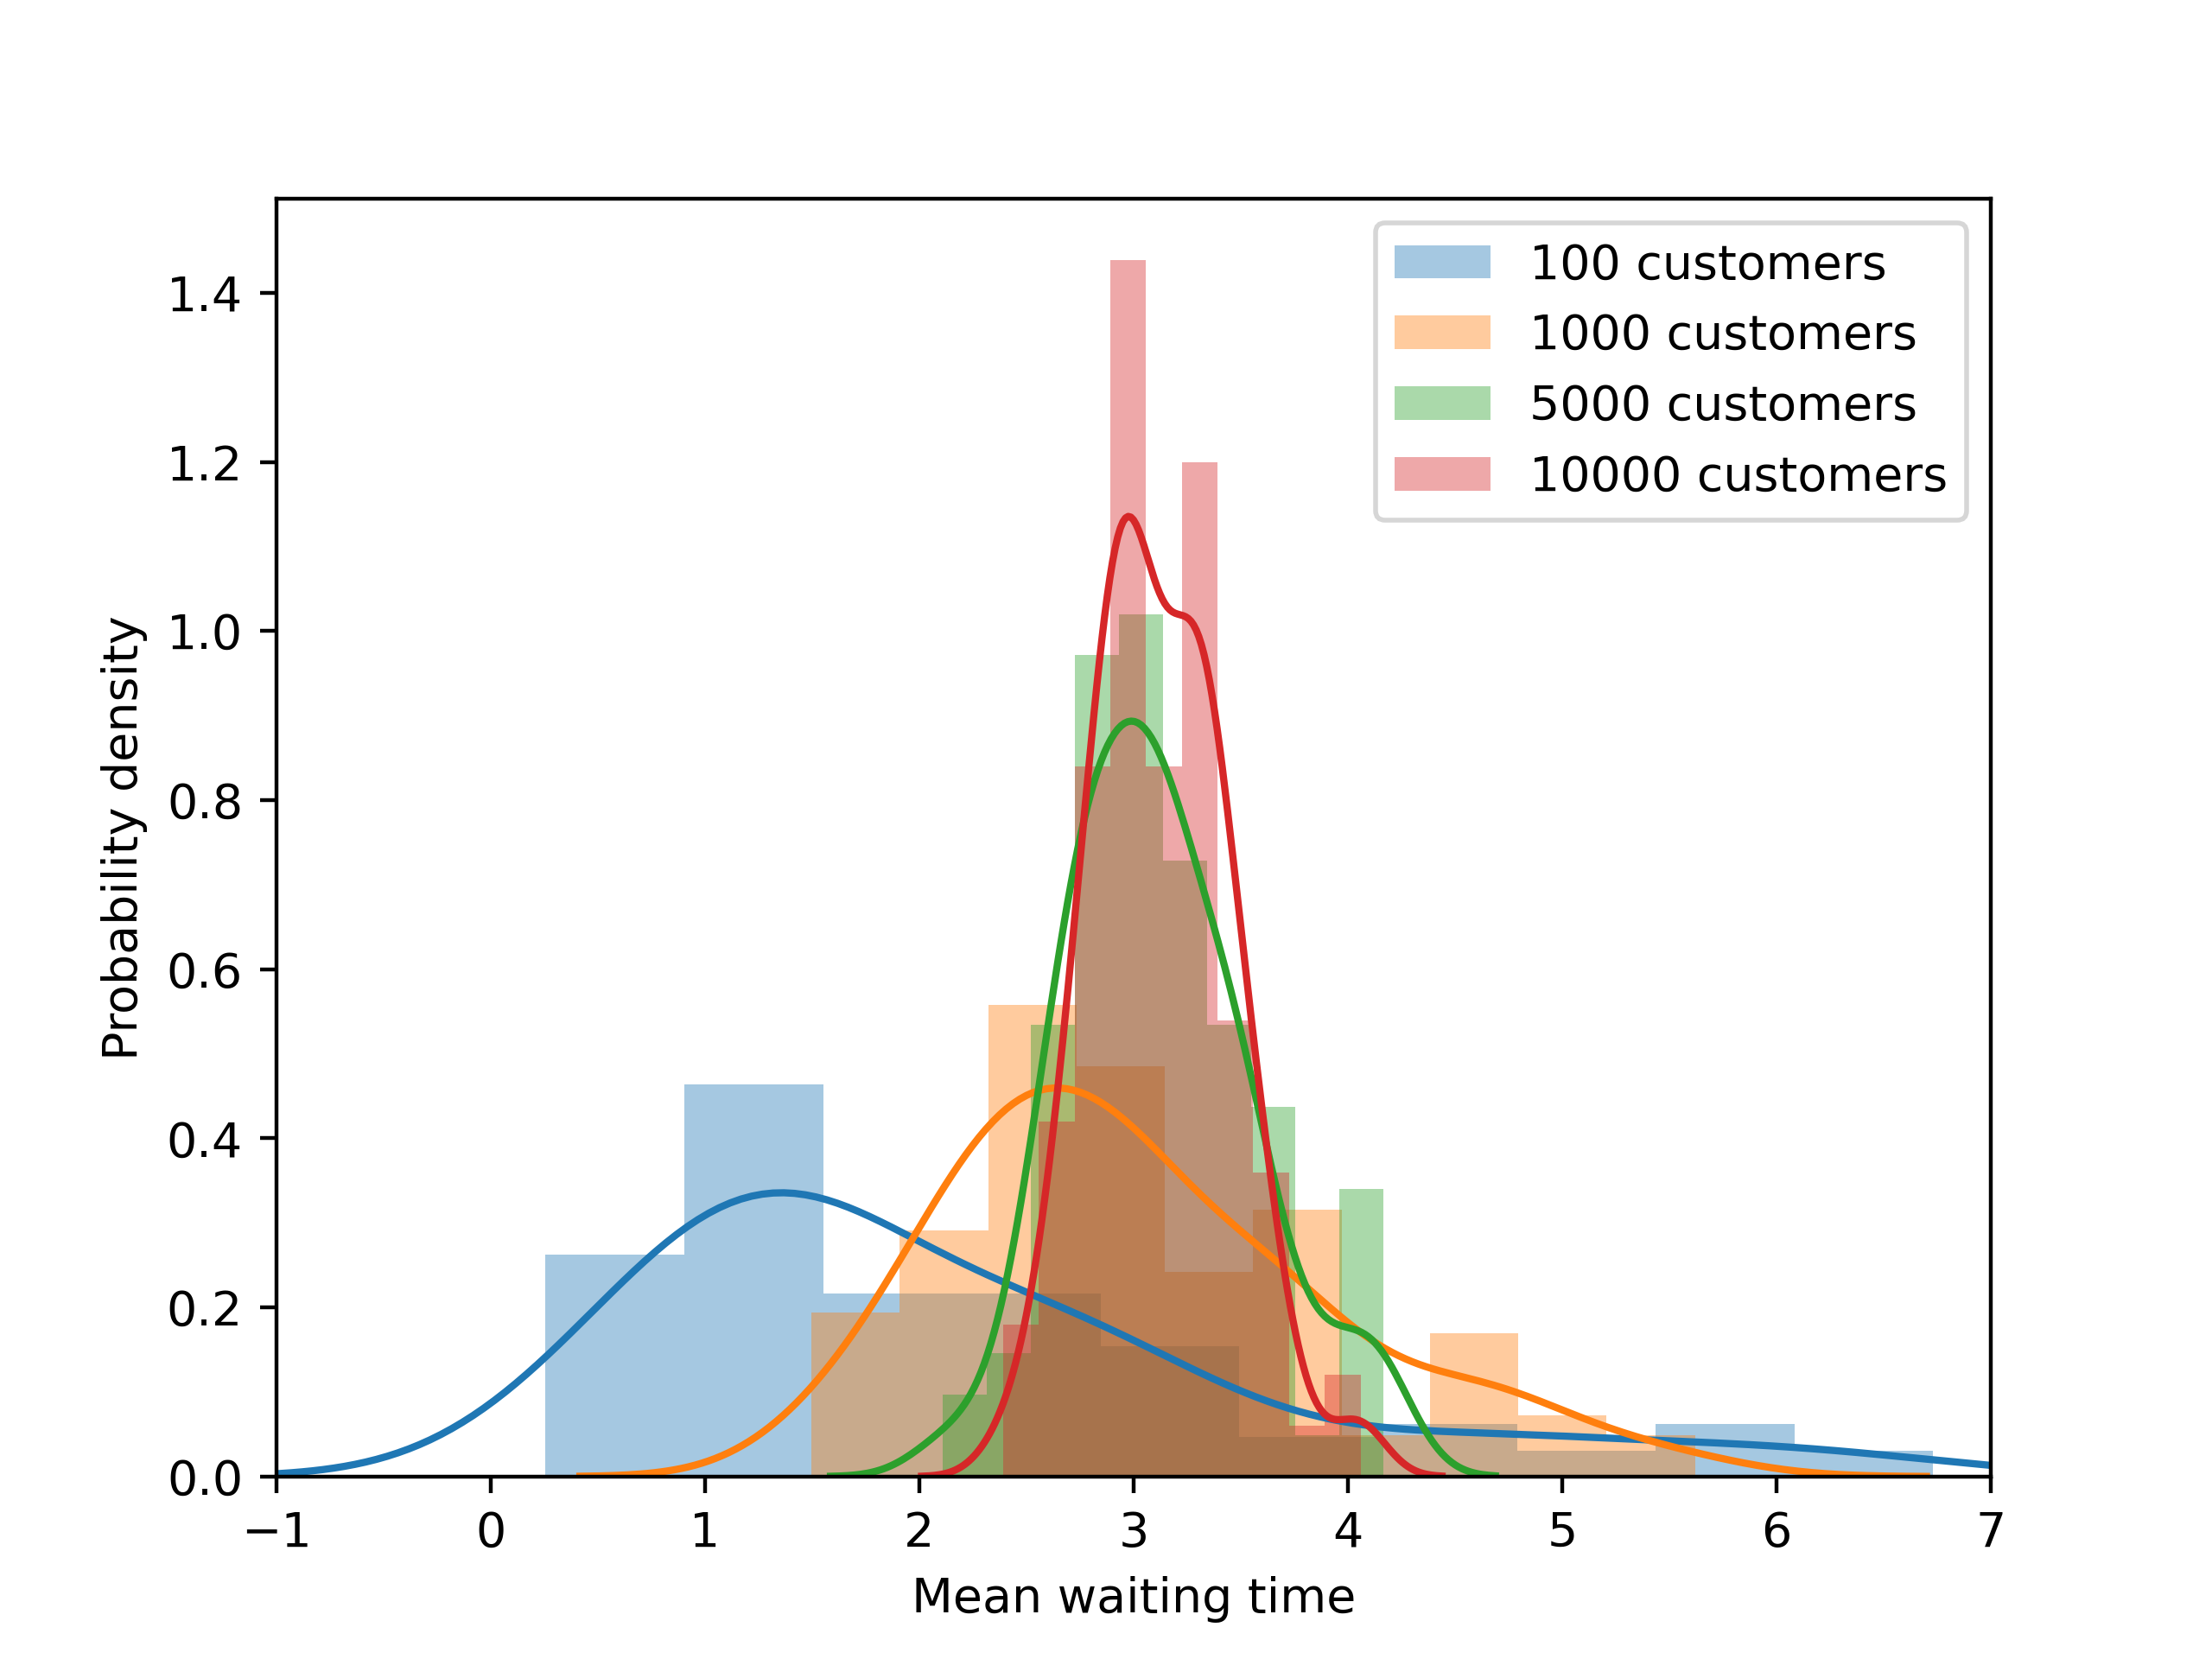 100 customers
1000 customers
5000 customers
10000 customers
1.4
1.2
1.0
0.8
0.6
0.4
0.2
0.0
Probability density
−1 0 1 2 3 4 5 6 7
Mean waiting time